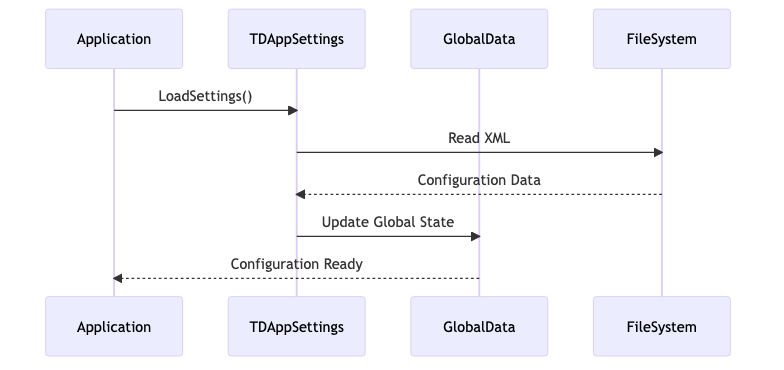 Application
TDAppSettings
GlobalData
FileSystem
LoadSettings()
Read XML
Configuration Data
Update Global State
Configuration Ready
Application
TDAppSettings
GlobalData
FileSystem